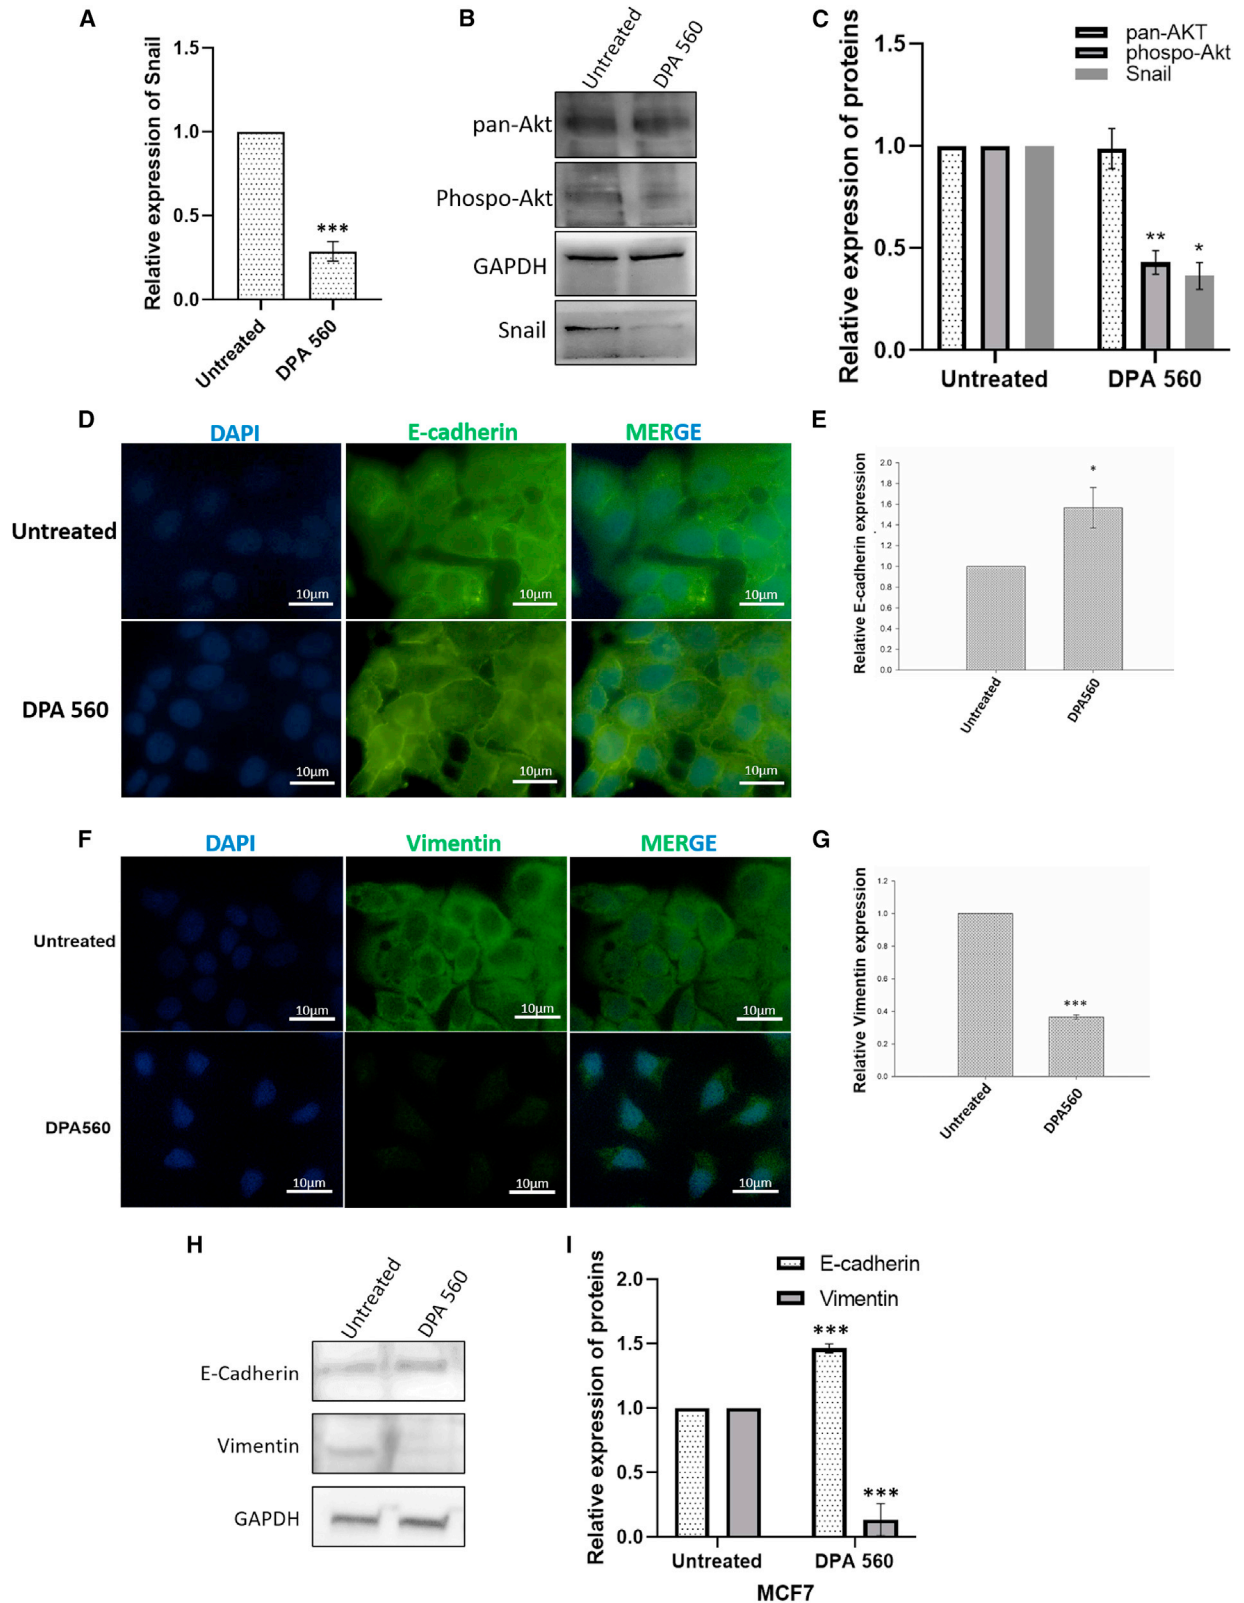 A
Relative expression of Snail
1.5
1.0
0.5
0.0
***
Untreated
DPA 560
B
Untreated
DPA 560
pan-Akt
Phospo-Akt
GAPDH
Snail
C
Relative expression of proteins
pan-AKT
phospo-Akt
Snail
1.5
1.0
0.5
0.0
**
*
Untreated
DPA 560
D
DAPI
E-cadherin
MERGE
Untreated
10µm
10µm
10µm
DPA 560
10µm
10µm
10µm
E
Relative E-cadherin expression
2.0
1.8
1.6
1.4
1.2
1.0
0.8
0.6
0.4
0.2
0.0
*
Untreated
DPA560
F
DAPI
Vimentin
MERGE
Untreated
10µm
10µm
10µm
DPA560
10µm
10µm
10µm
G
Relative Vimentin expression
1.2
1.0
0.8
0.6
0.4
0.2
0.0
***
Untreated
DPA560
H
Untreated
DPA 560
E-Cadherin
Vimentin
GAPDH
I
Relative expression of proteins
E-cadherin
Vimentin
2.0
1.5
1.0
0.5
0.0
***
***
Untreated
DPA 560
MCF7